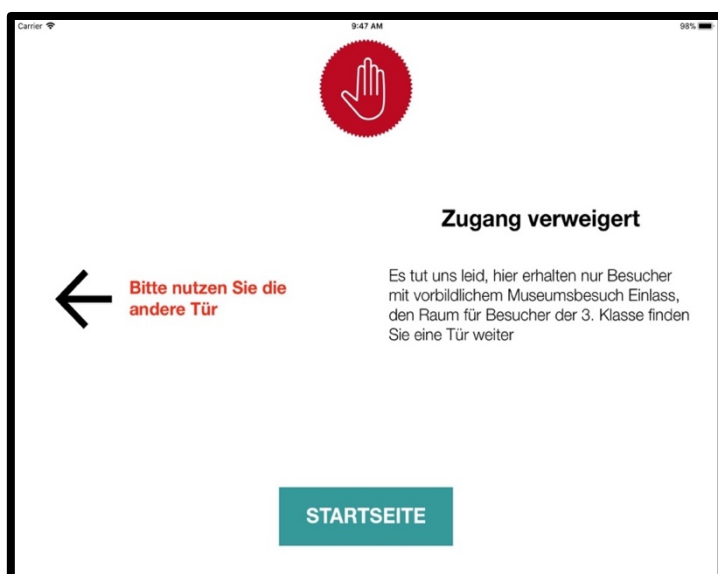 Carrier 9:47 AM 98%
Zugang verweigert
Bitte nutzen Sie die
andere Tür
Es tut uns leid, hier erhalten nur Besucher
mit vorbildlichem Museumsbesuch Einlass,
den Raum für Besucher der 3. Klasse finden
Sie eine Tür weiter
STARTSEITE